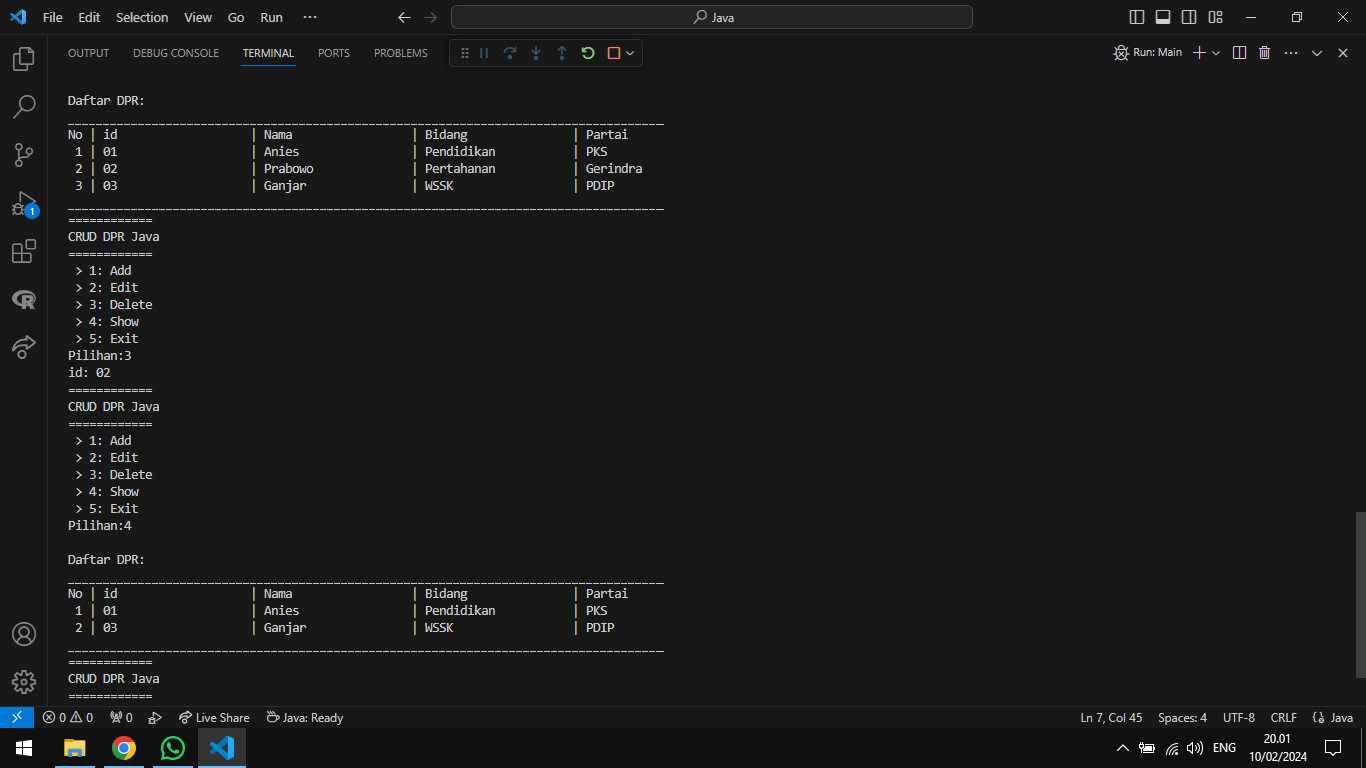 File Edit Selection View Go Run ··· Java
OUTPUT DEBUG CONSOLE TERMINAL PORTS PROBLEMS Run: Main
Daftar DPR:
_____________________________________________________________________________________
No | id | Nama | Bidang | Partai
1 | 01 | Anies | Pendidikan | PKS
2 | 02 | Prabowo | Pertahanan | Gerindra
3 | 03 | Ganjar | WSSK | PDIP
_____________________________________________________________________________________
============
CRUD DPR Java
============
> 1: Add
> 2: Edit
> 3: Delete
> 4: Show
> 5: Exit
Pilihan:3
id: 02
============
CRUD DPR Java
============
> 1: Add
> 2: Edit
> 3: Delete
> 4: Show
> 5: Exit
Pilihan:4
Daftar DPR:
_____________________________________________________________________________________
No | id | Nama | Bidang | Partai
1 | 01 | Anies | Pendidikan | PKS
2 | 03 | Ganjar | WSSK | PDIP
_____________________________________________________________________________________
============
CRUD DPR Java
============
1
R
0 0 0 Live Share Java: Ready Ln 7, Col 45 Spaces: 4 UTF-8 CRLF {} Java
ENG 20.01
10/02/2024